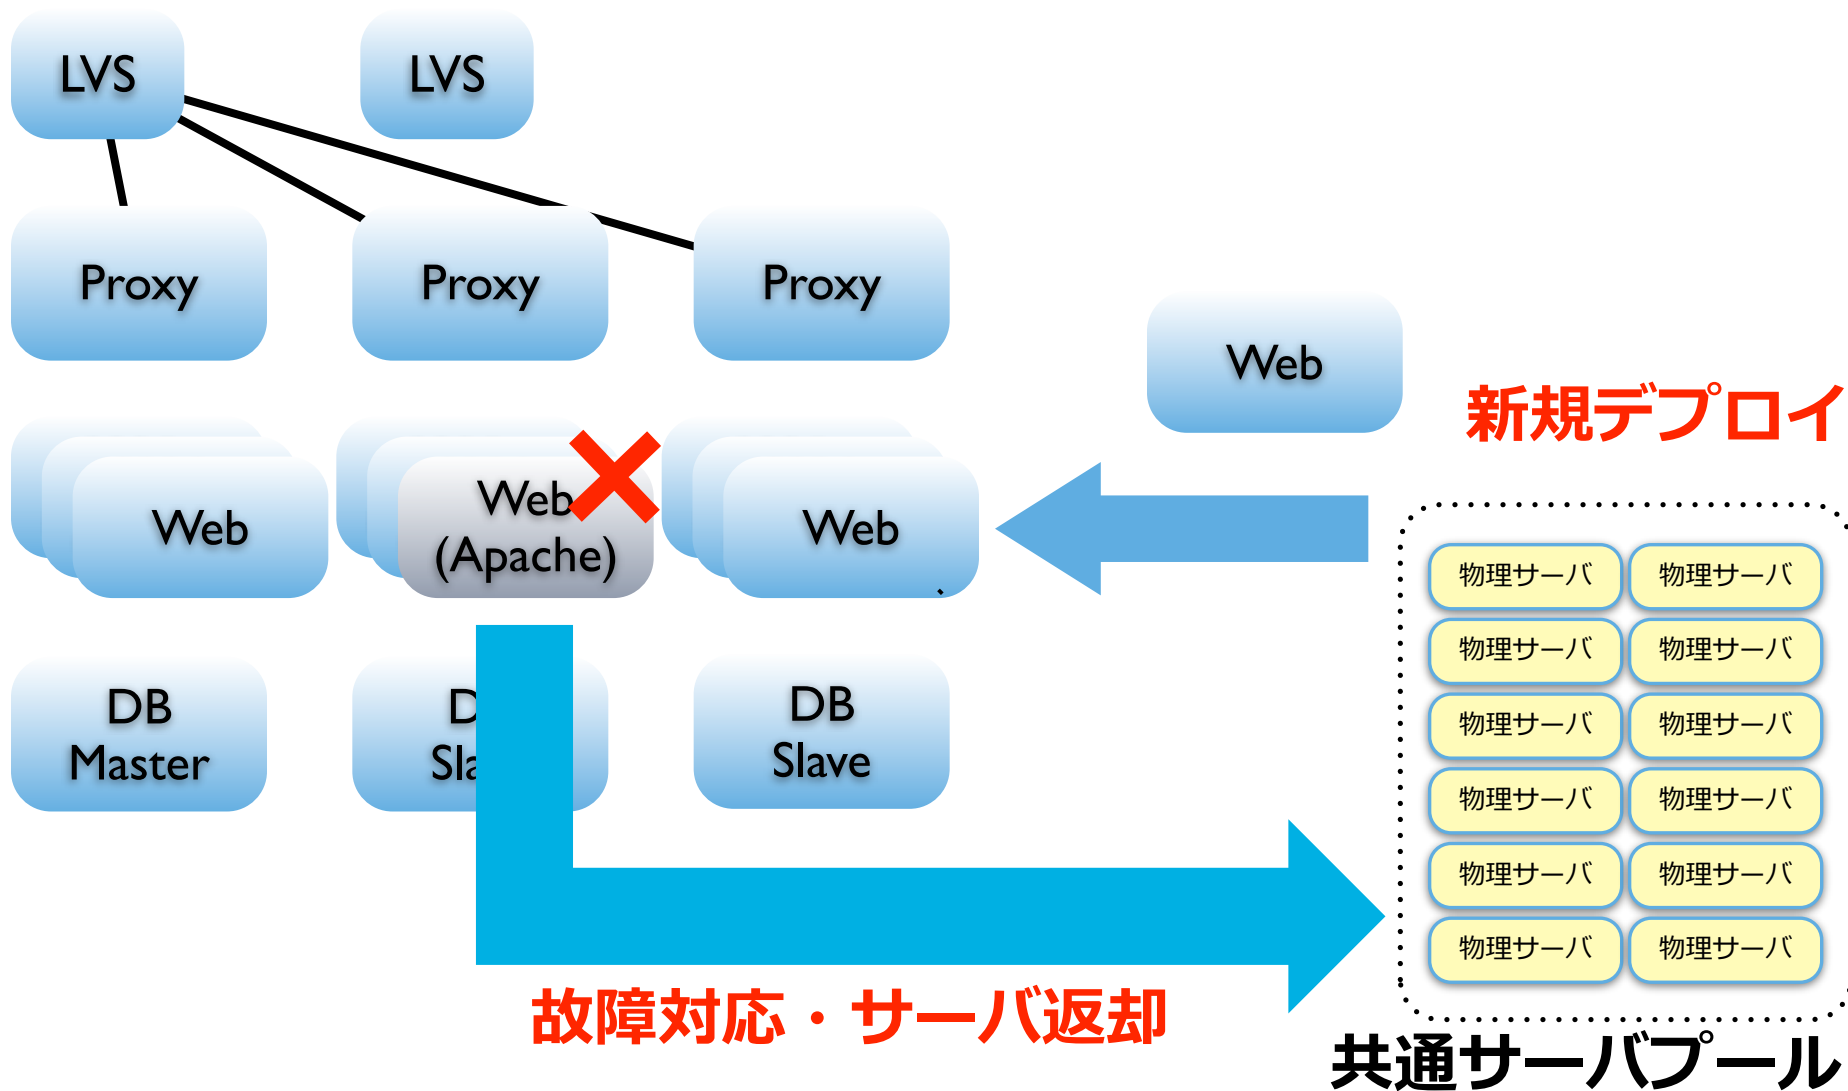 LVS
LVS
Proxy
Proxy
Proxy
Web
新規デプロイ
Web
Web
(Apache)
Web
物理サーバ
物理サーバ
物理サーバ
物理サーバ
物理サーバ
物理サーバ
物理サーバ
物理サーバ
物理サーバ
物理サーバ
物理サーバ
物理サーバ
DB
Master
DB
Slave
故障対応・サーバ返却
共通サーバプール